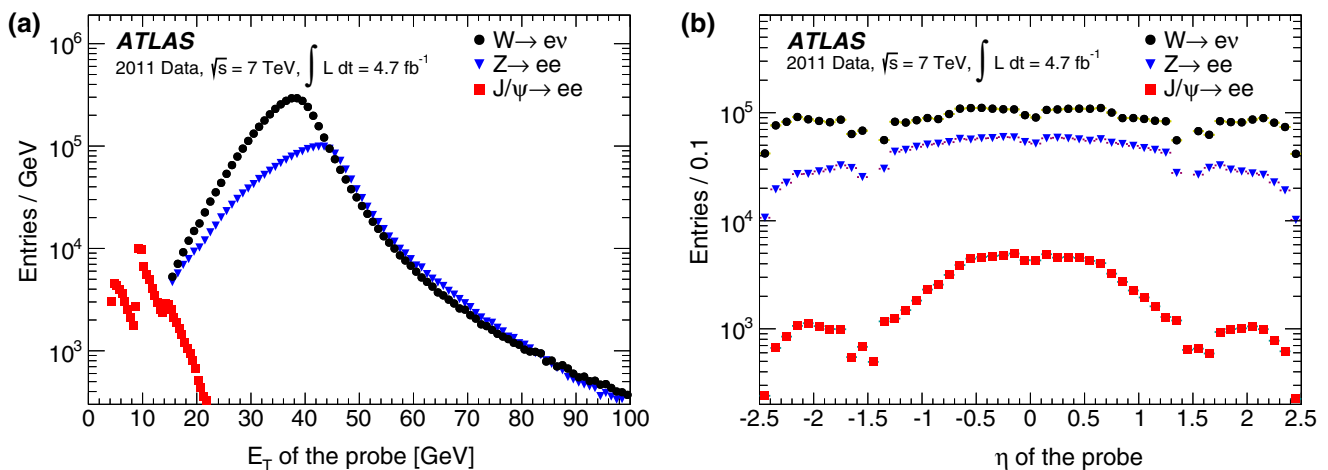 (a)
ATLAS
2011 Data, √s = 7 TeV, ∫ L dt = 4.7 fb⁻¹
W→ eν
Z→ ee
J/ψ→ ee
Entries / GeV
10⁶
10⁵
10⁴
10³
0 10 20 30 40 50 60 70 80 90 100
E_T of the probe [GeV]
(b)
ATLAS
2011 Data, √s = 7 TeV, ∫ L dt = 4.7 fb⁻¹
W→ eν
Z→ ee
J/ψ→ ee
Entries / 0.1
10⁶
10⁵
10⁴
10³
-2.5 -2 -1.5 -1 -0.5 0 0.5 1 1.5 2 2.5
η of the probe